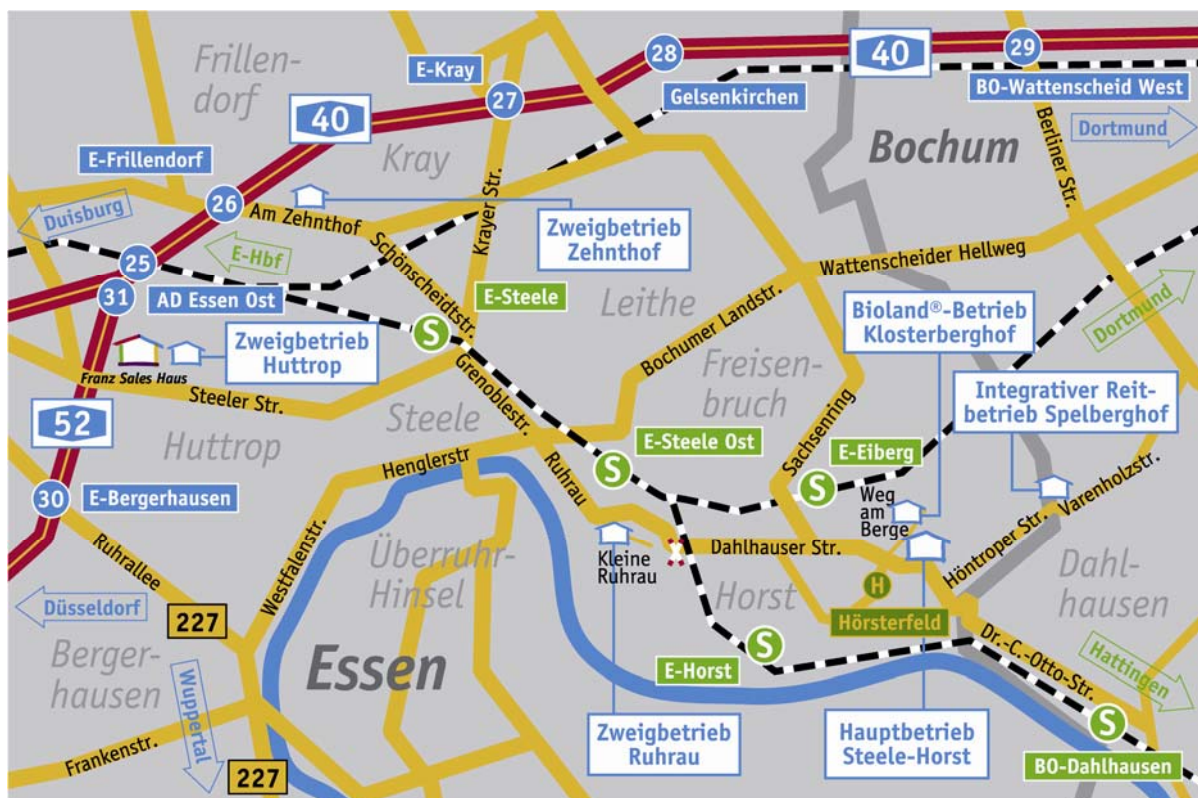 28
40
29
E-Kray
Frillen-
dorf
27
Gelsenkirchen
BO-Wattenscheid West
40
Berliner Str.
Dortmund
Kray
Bochum
E-Frillendorf
26
Am Zehnthof
Krayer Str.
Zweigbetrieb
Zehnthof
Duisburg
E-Hbf
Schönscheidtstr.
Wattenscheider Hellweg
25
31
AD Essen Ost
E-Steele
Leithe
Bioland®-Betrieb
Klosterberghof
Dortmund
S
Bochumer Landstr.
Zweigbetrieb
Huttrop
Franz Sales Haus
Steeler Str.
Grenoblestr.
Freisen-
bruch
Integrativer Reit-
betrieb Spelberghof
52
Steele
Huttrop
Sachsenring
E-Steele Ost
E-Eiberg
S
S
Henglerstr
Ruhrau
30
E-Bergerhausen
Weg
am
Berge
Varenholzstr.
Höntroper Str.
Ruhrallee
Westfalenstr.
Überruhr-
Hinsel
Kleine
Ruhrau
Dahlhauser Str.
Dahl-
hausen
Düsseldorf
227
H
Horst
Hörsterfeld
Berger-
hausen
Essen
S
E-Horst
Dr.-C.-Otto-Str.
Hattingen
Wuppertal
Zweigbetrieb
Ruhrau
Hauptbetrieb
Steele-Horst
S
Frankenstr.
227
BO-Dahlhausen